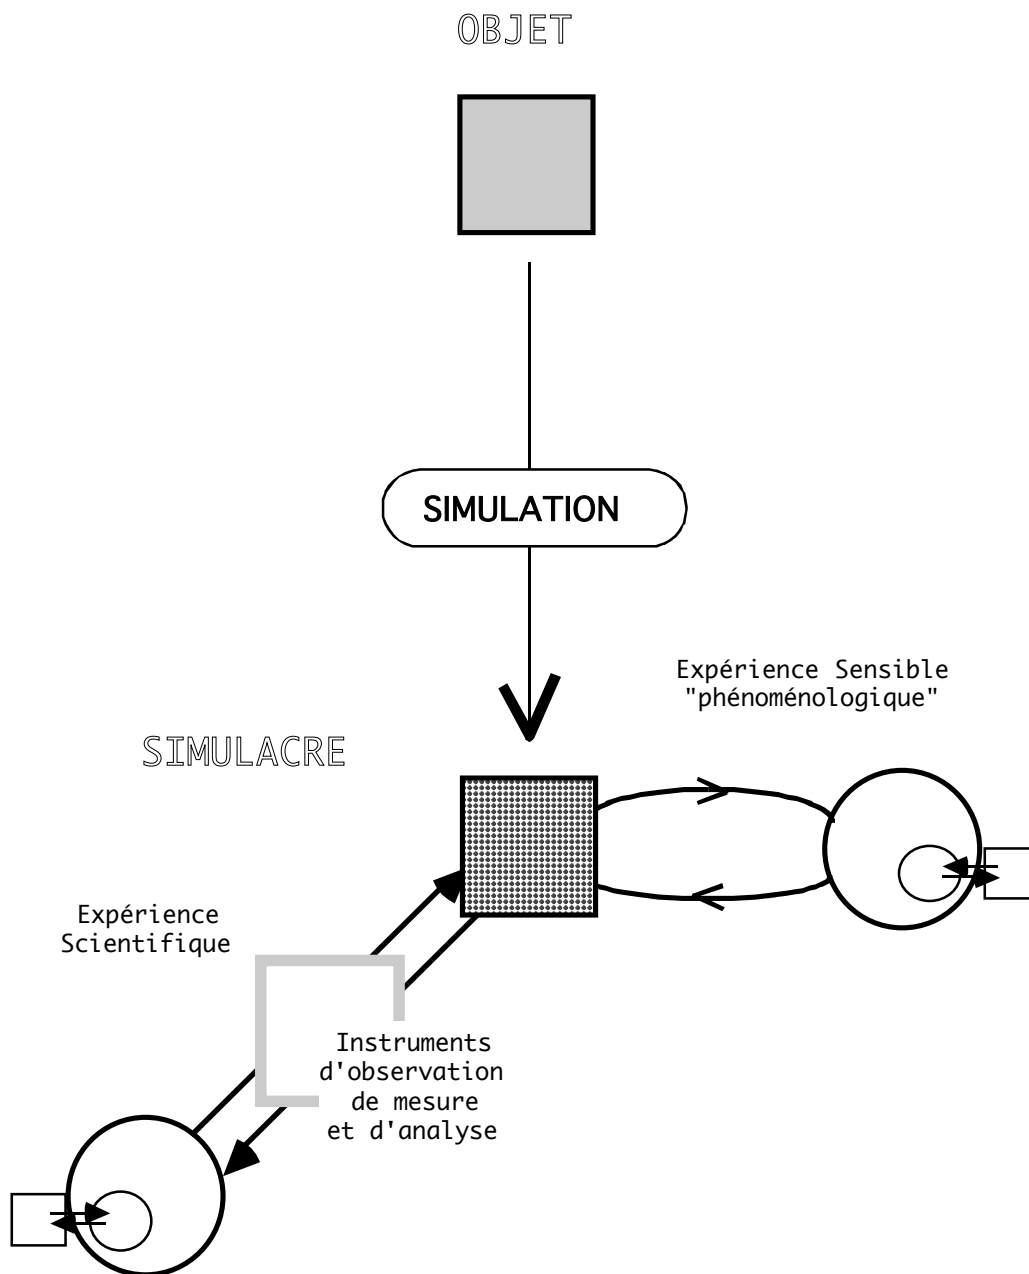 OBJET
SIMULATION
Expérience Sensible
"phénoménologique"
SIMULACRE
Expérience
Scientifique
Instruments
d'observation
de mesure
et d'analyse